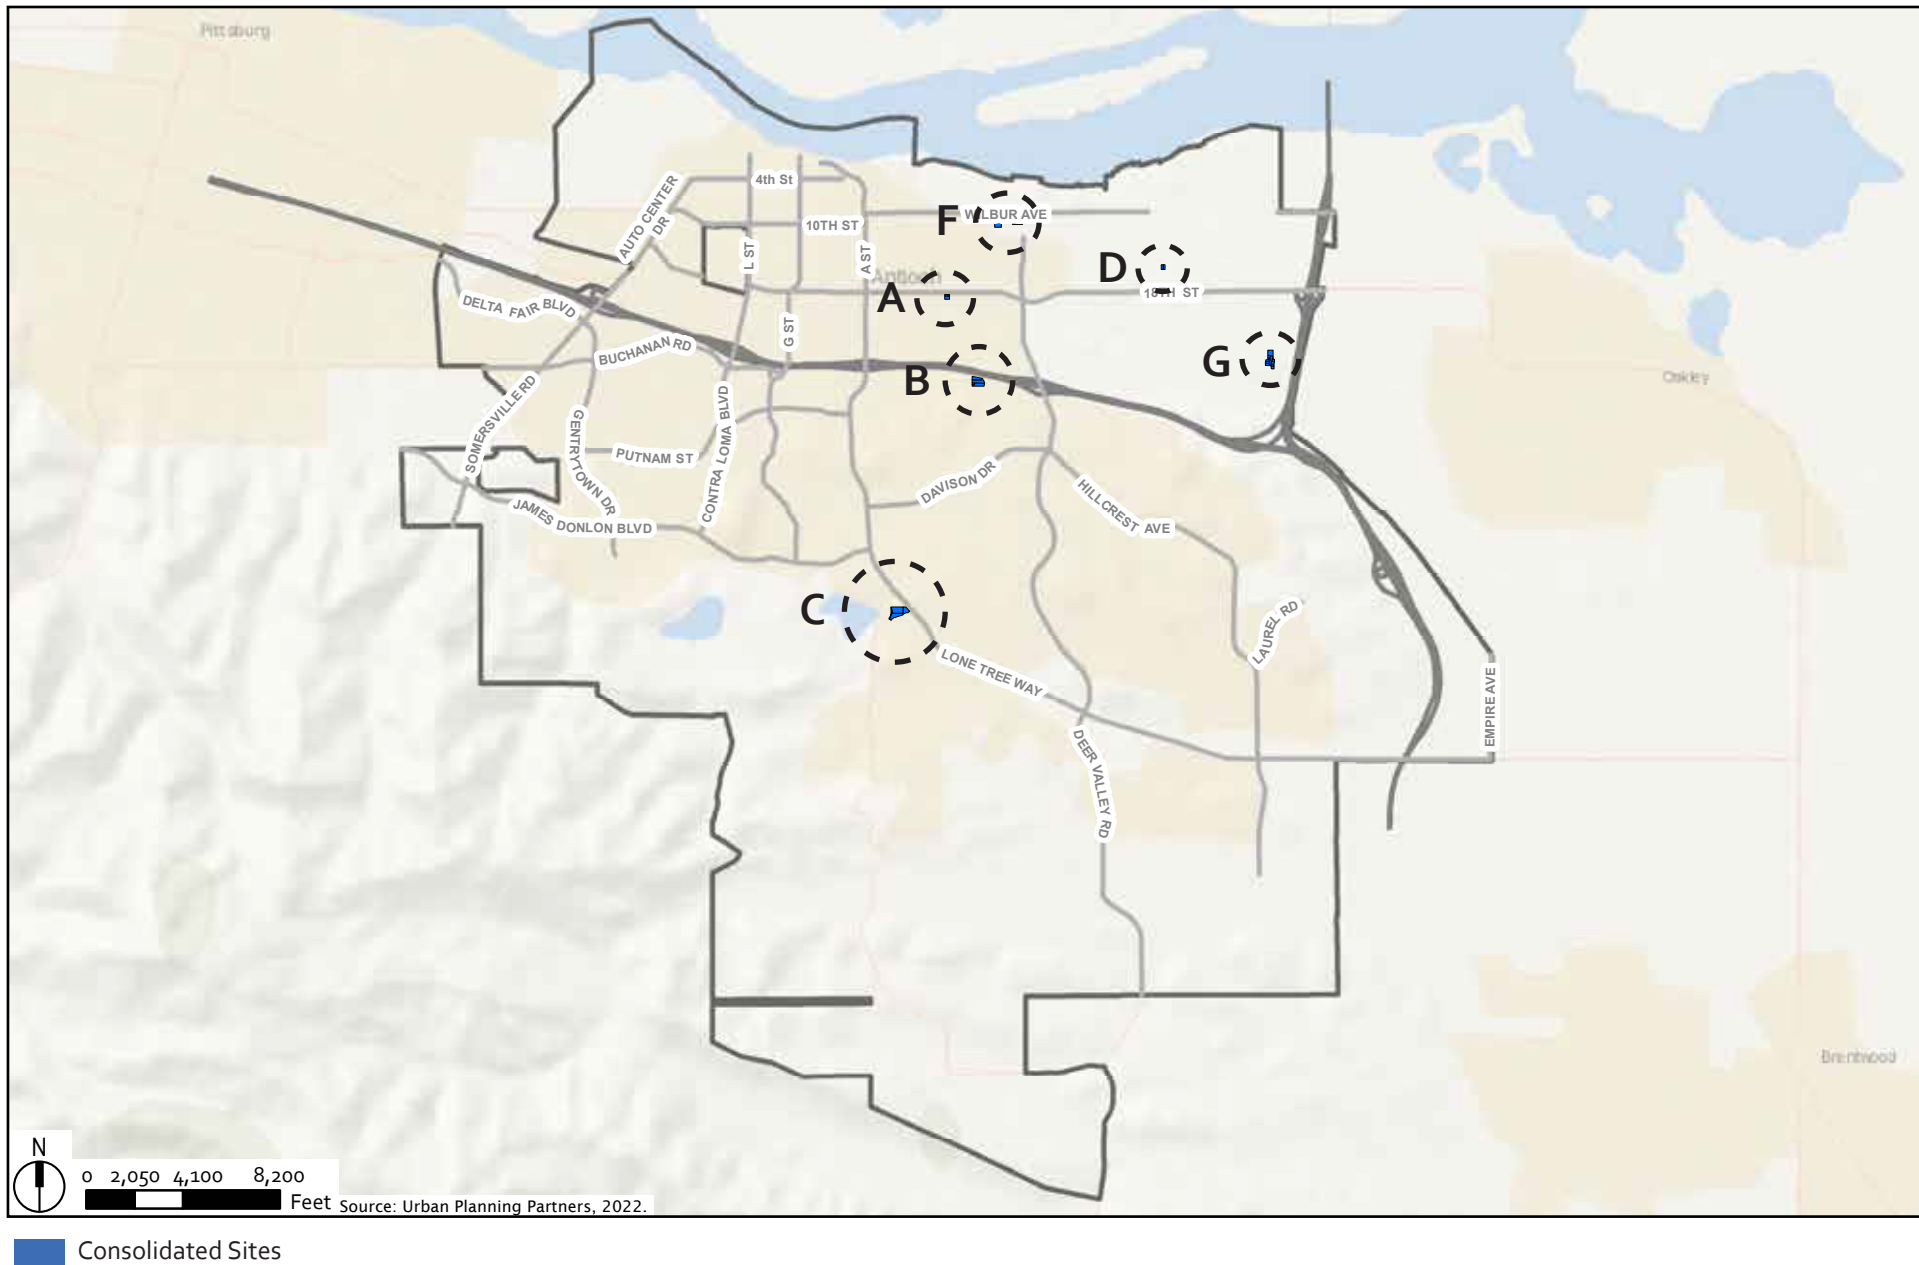 Pittsburg
4th St
AUTO CENTER
DR
10TH ST
WILBUR AVE
F
L ST
A ST
Antioch
D
A
18TH ST
DELTA FAIR BLVD
G ST
BUCHANAN RD
G
B
Oakley
SOMERSVILLE RD
GENTRYTOWN DR
CONTRA LOMA BLVD
PUTNAM ST
DAVISON DR
HILLCREST AVE
JAMES DONLON BLVD
C
LAUREL RD
LONE TREE WAY
EMPIRE AVE
DEER VALLEY RD
Brentwood
N
0 2,050 4,100 8,200
Feet
Source: Urban Planning Partners, 2022.
Consolidated Sites